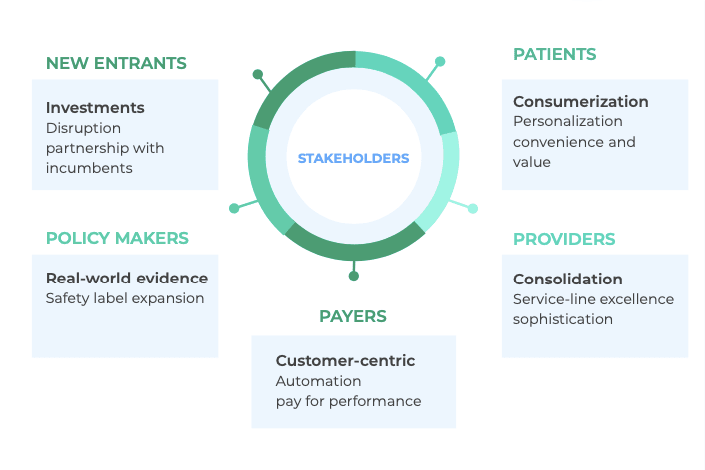 NEW ENTRANTS
Investments
Disruption
partnership with
incumbents
PATIENTS
Consumerization
Personalization
convenience and
value
STAKEHOLDERS
POLICY MAKERS
Real-world evidence
Safety label expansion
PROVIDERS
Consolidation
Service-line excellence
sophistication
PAYERS
Customer-centric
Automation
pay for performance